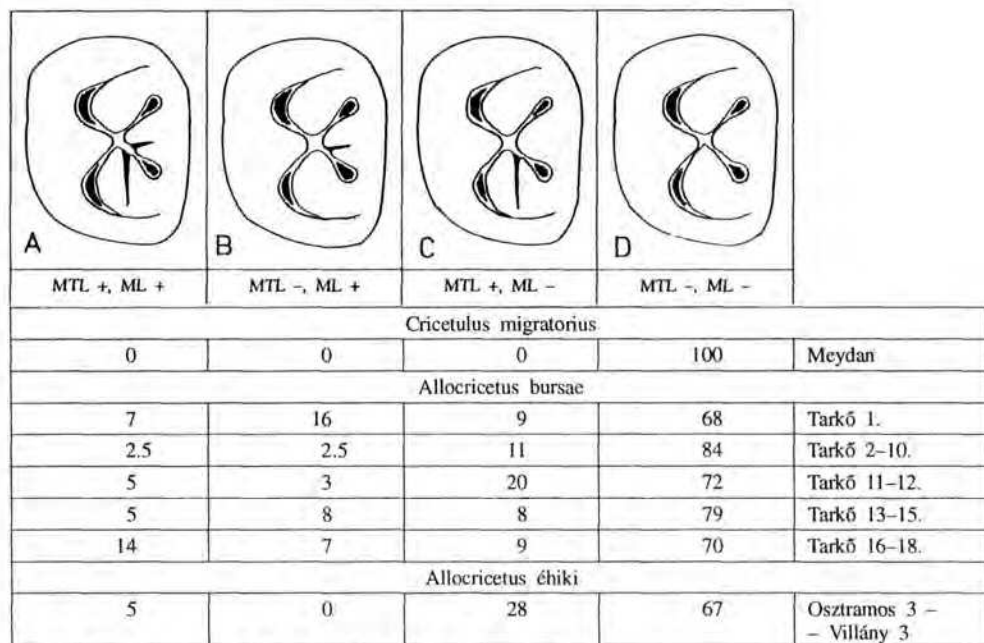 A B C D
MTL +, ML + MTL -, ML + MTL +, ML - MTL -, ML -
Cricetulus migratorius
0 0 0 100 Meydan
Allocricetus bursae
7 16 9 68 Tarkő 1.
2.5 2.5 11 84 Tarkő 2–10.
5 3 20 72 Tarkő 11–12.
5 8 8 79 Tarkő 13–15.
14 7 9 70 Tarkő 16–18.
Allocricetus éhiki
5 0 28 67 Osztramos 3 –
– Villány 3